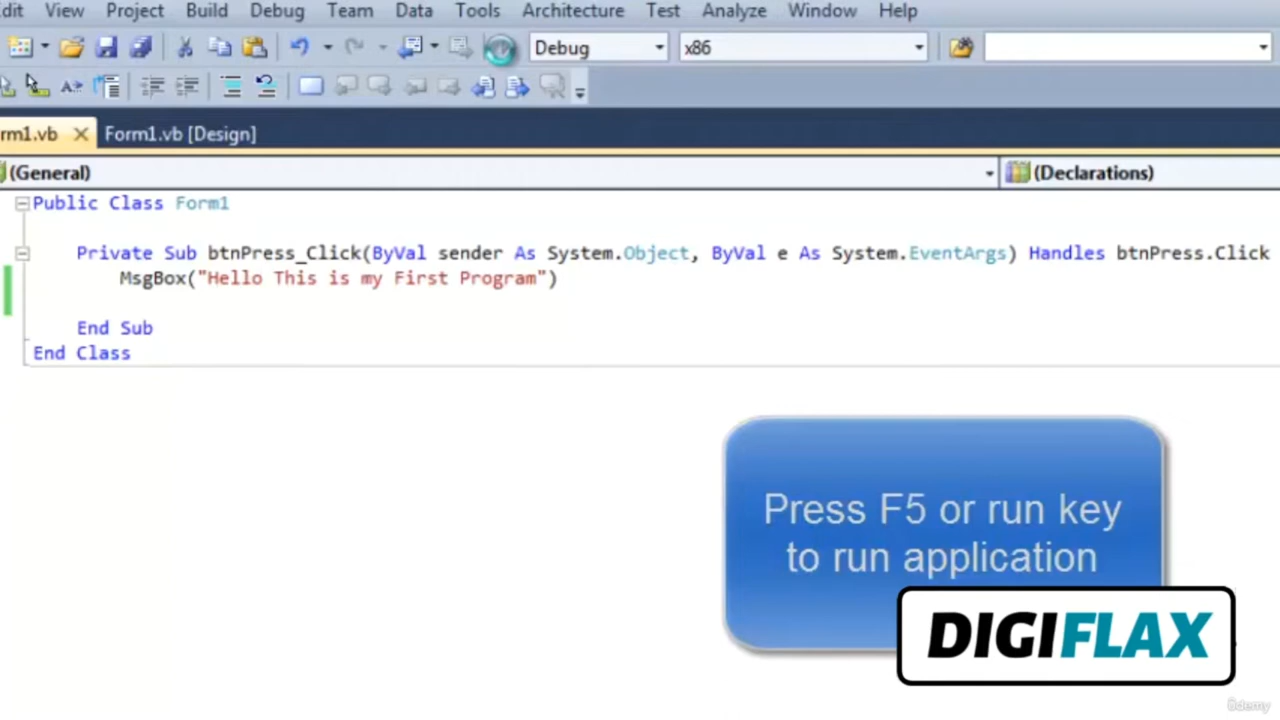 dit View Project Build Debug Team Data Tools Architecture Test Analyze Window Help
Debug x86
rm1.vb Form1.vb [Design]
(General) (Declarations)
Public Class Form1
Private Sub btnPress_Click(ByVal sender As System.Object, ByVal e As System.EventArgs) Handles btnPress.Click
MsgBox("Hello This is my First Program")
End Sub
End Class
Press F5 or run key
to run application
DIGIFLAX
ûdemy